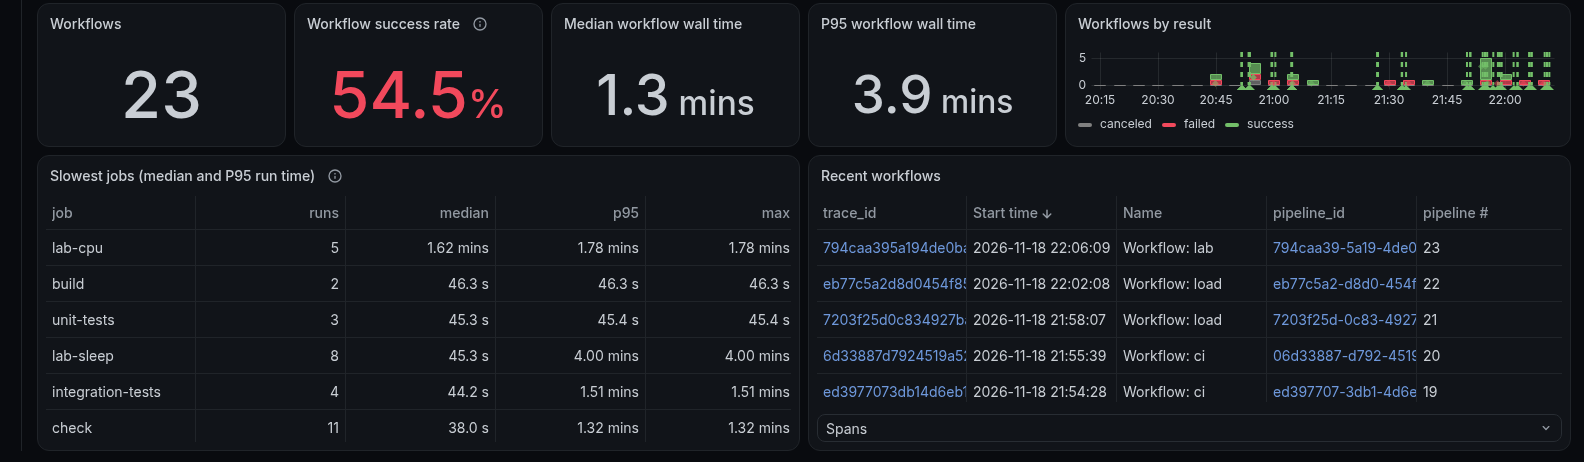 Workflows
23
Workflow success rate
54.5%
Median workflow wall time
1.3 mins
P95 workflow wall time
3.9 mins
Workflows by result
5
0
20:15 20:30 20:45 21:00 21:15 21:30 21:45 22:00
canceled failed success
Slowest jobs (median and P95 run time)
job runs median p95 max
lab-cpu 5 1.62 mins 1.78 mins 1.78 mins
build 2 46.3 s 46.3 s 46.3 s
unit-tests 3 45.3 s 45.4 s 45.4 s
lab-sleep 8 45.3 s 4.00 mins 4.00 mins
integration-tests 4 44.2 s 1.51 mins 1.51 mins
check 11 38.0 s 1.32 mins 1.32 mins
Recent workflows
trace_id Start time Name pipeline_id pipeline #
794caa395a194de0ba 2026-11-18 22:06:09 Workflow: lab 794caa39-5a19-4de0 23
eb77c5a2d8d0454f85 2026-11-18 22:02:08 Workflow: load eb77c5a2-d8d0-454f 22
7203f25d0c834927ba 2026-11-18 21:58:07 Workflow: load 7203f25d-0c83-4927 21
6d33887d7924519a52 2026-11-18 21:55:39 Workflow: ci 06d33887-d792-4519 20
ed3977073db14d6eb1 2026-11-18 21:54:28 Workflow: ci ed397707-3db1-4d6e 19
Spans